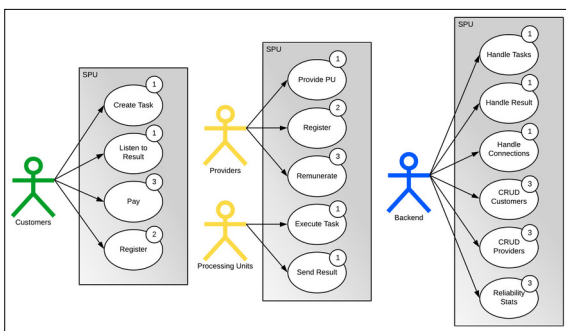 SPU
1
Create Task
1
Listen to
Result
3
Pay
2
Register
Customers
SPU
1
Provide PU
2
Register
3
Remunerate
Providers
1
Execute Task
1
Send Result
Processing Units
SPU
1
Handle Tasks
1
Handle Result
1
Handle
Connections
3
CRUD
Customers
3
CRUD
Providers
3
Reliability
Stats
Backend